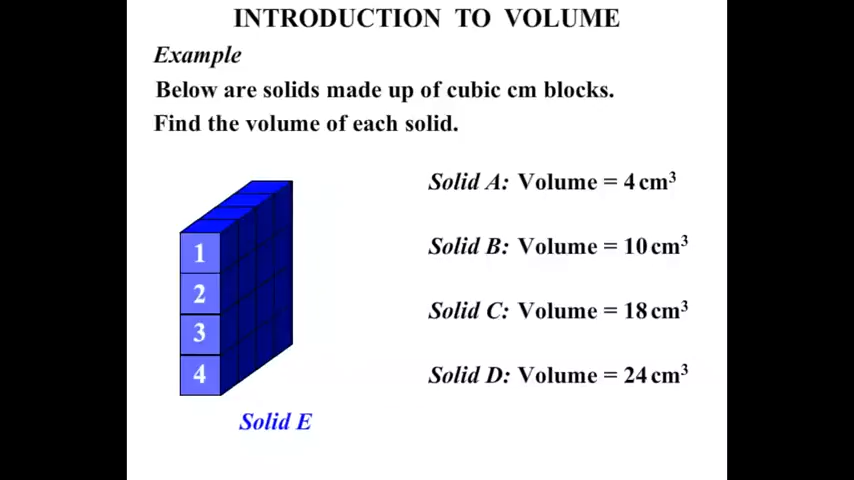 INTRODUCTION TO VOLUME
Example
Below are solids made up of cubic cm blocks.
Find the volume of each solid.
1
2
3
4
Solid E
Solid A: Volume = 4 cm³
Solid B: Volume = 10 cm³
Solid C: Volume = 18 cm³
Solid D: Volume = 24 cm³